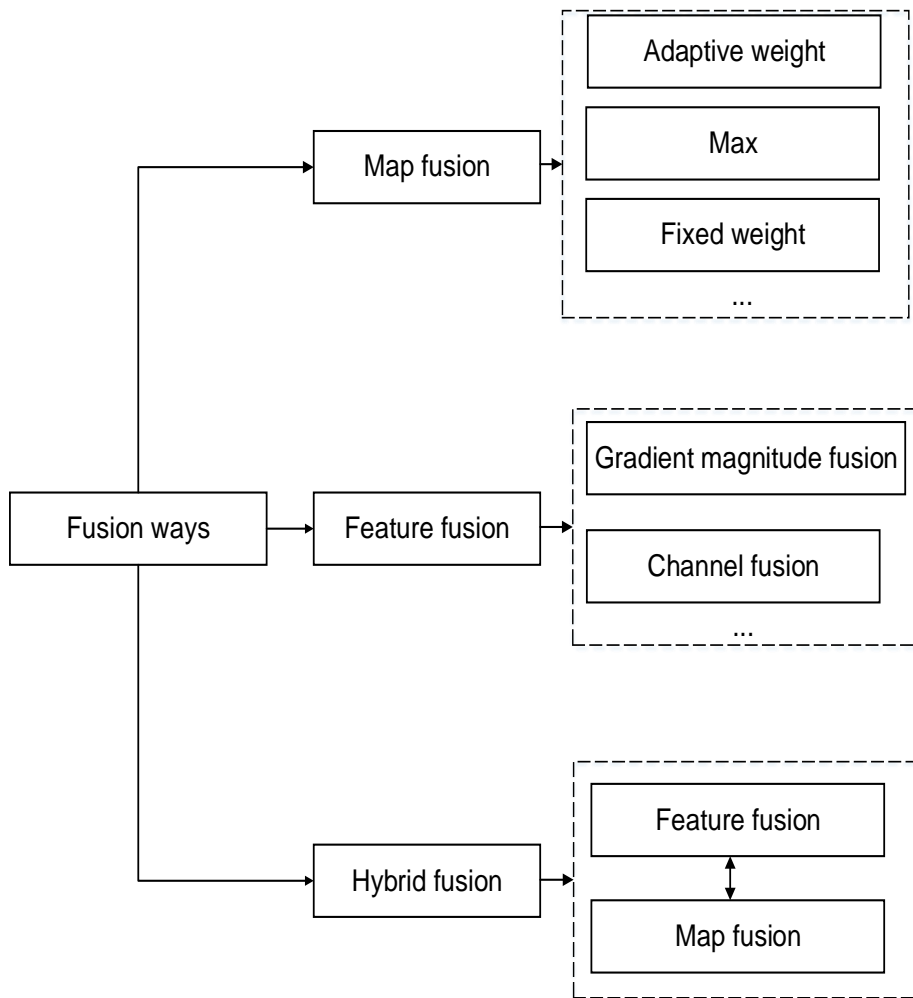 Adaptive weight
Max
Map fusion
Fixed weight
...
Gradient magnitude fusion
Fusion ways
Feature fusion
Channel fusion
...
Feature fusion
Hybrid fusion
Map fusion